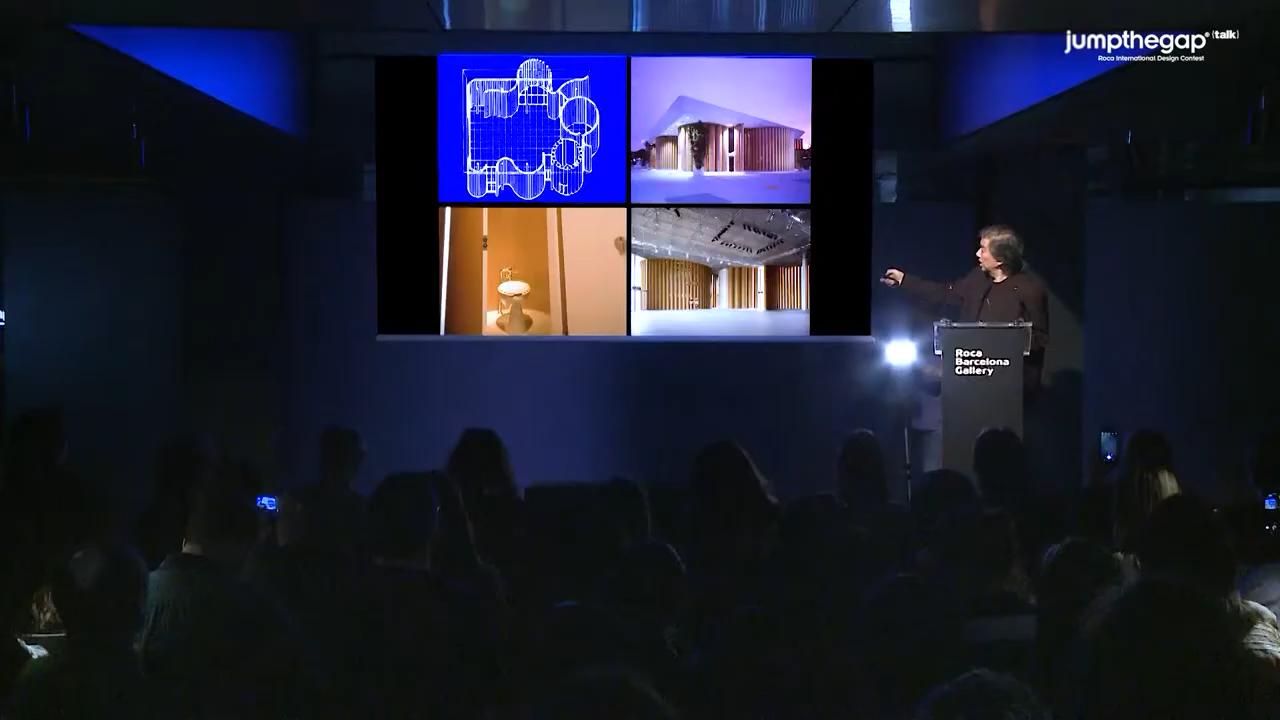 jumpthegap® (talk)
Roca International Design Contest
Roca
Barcelona
Gallery